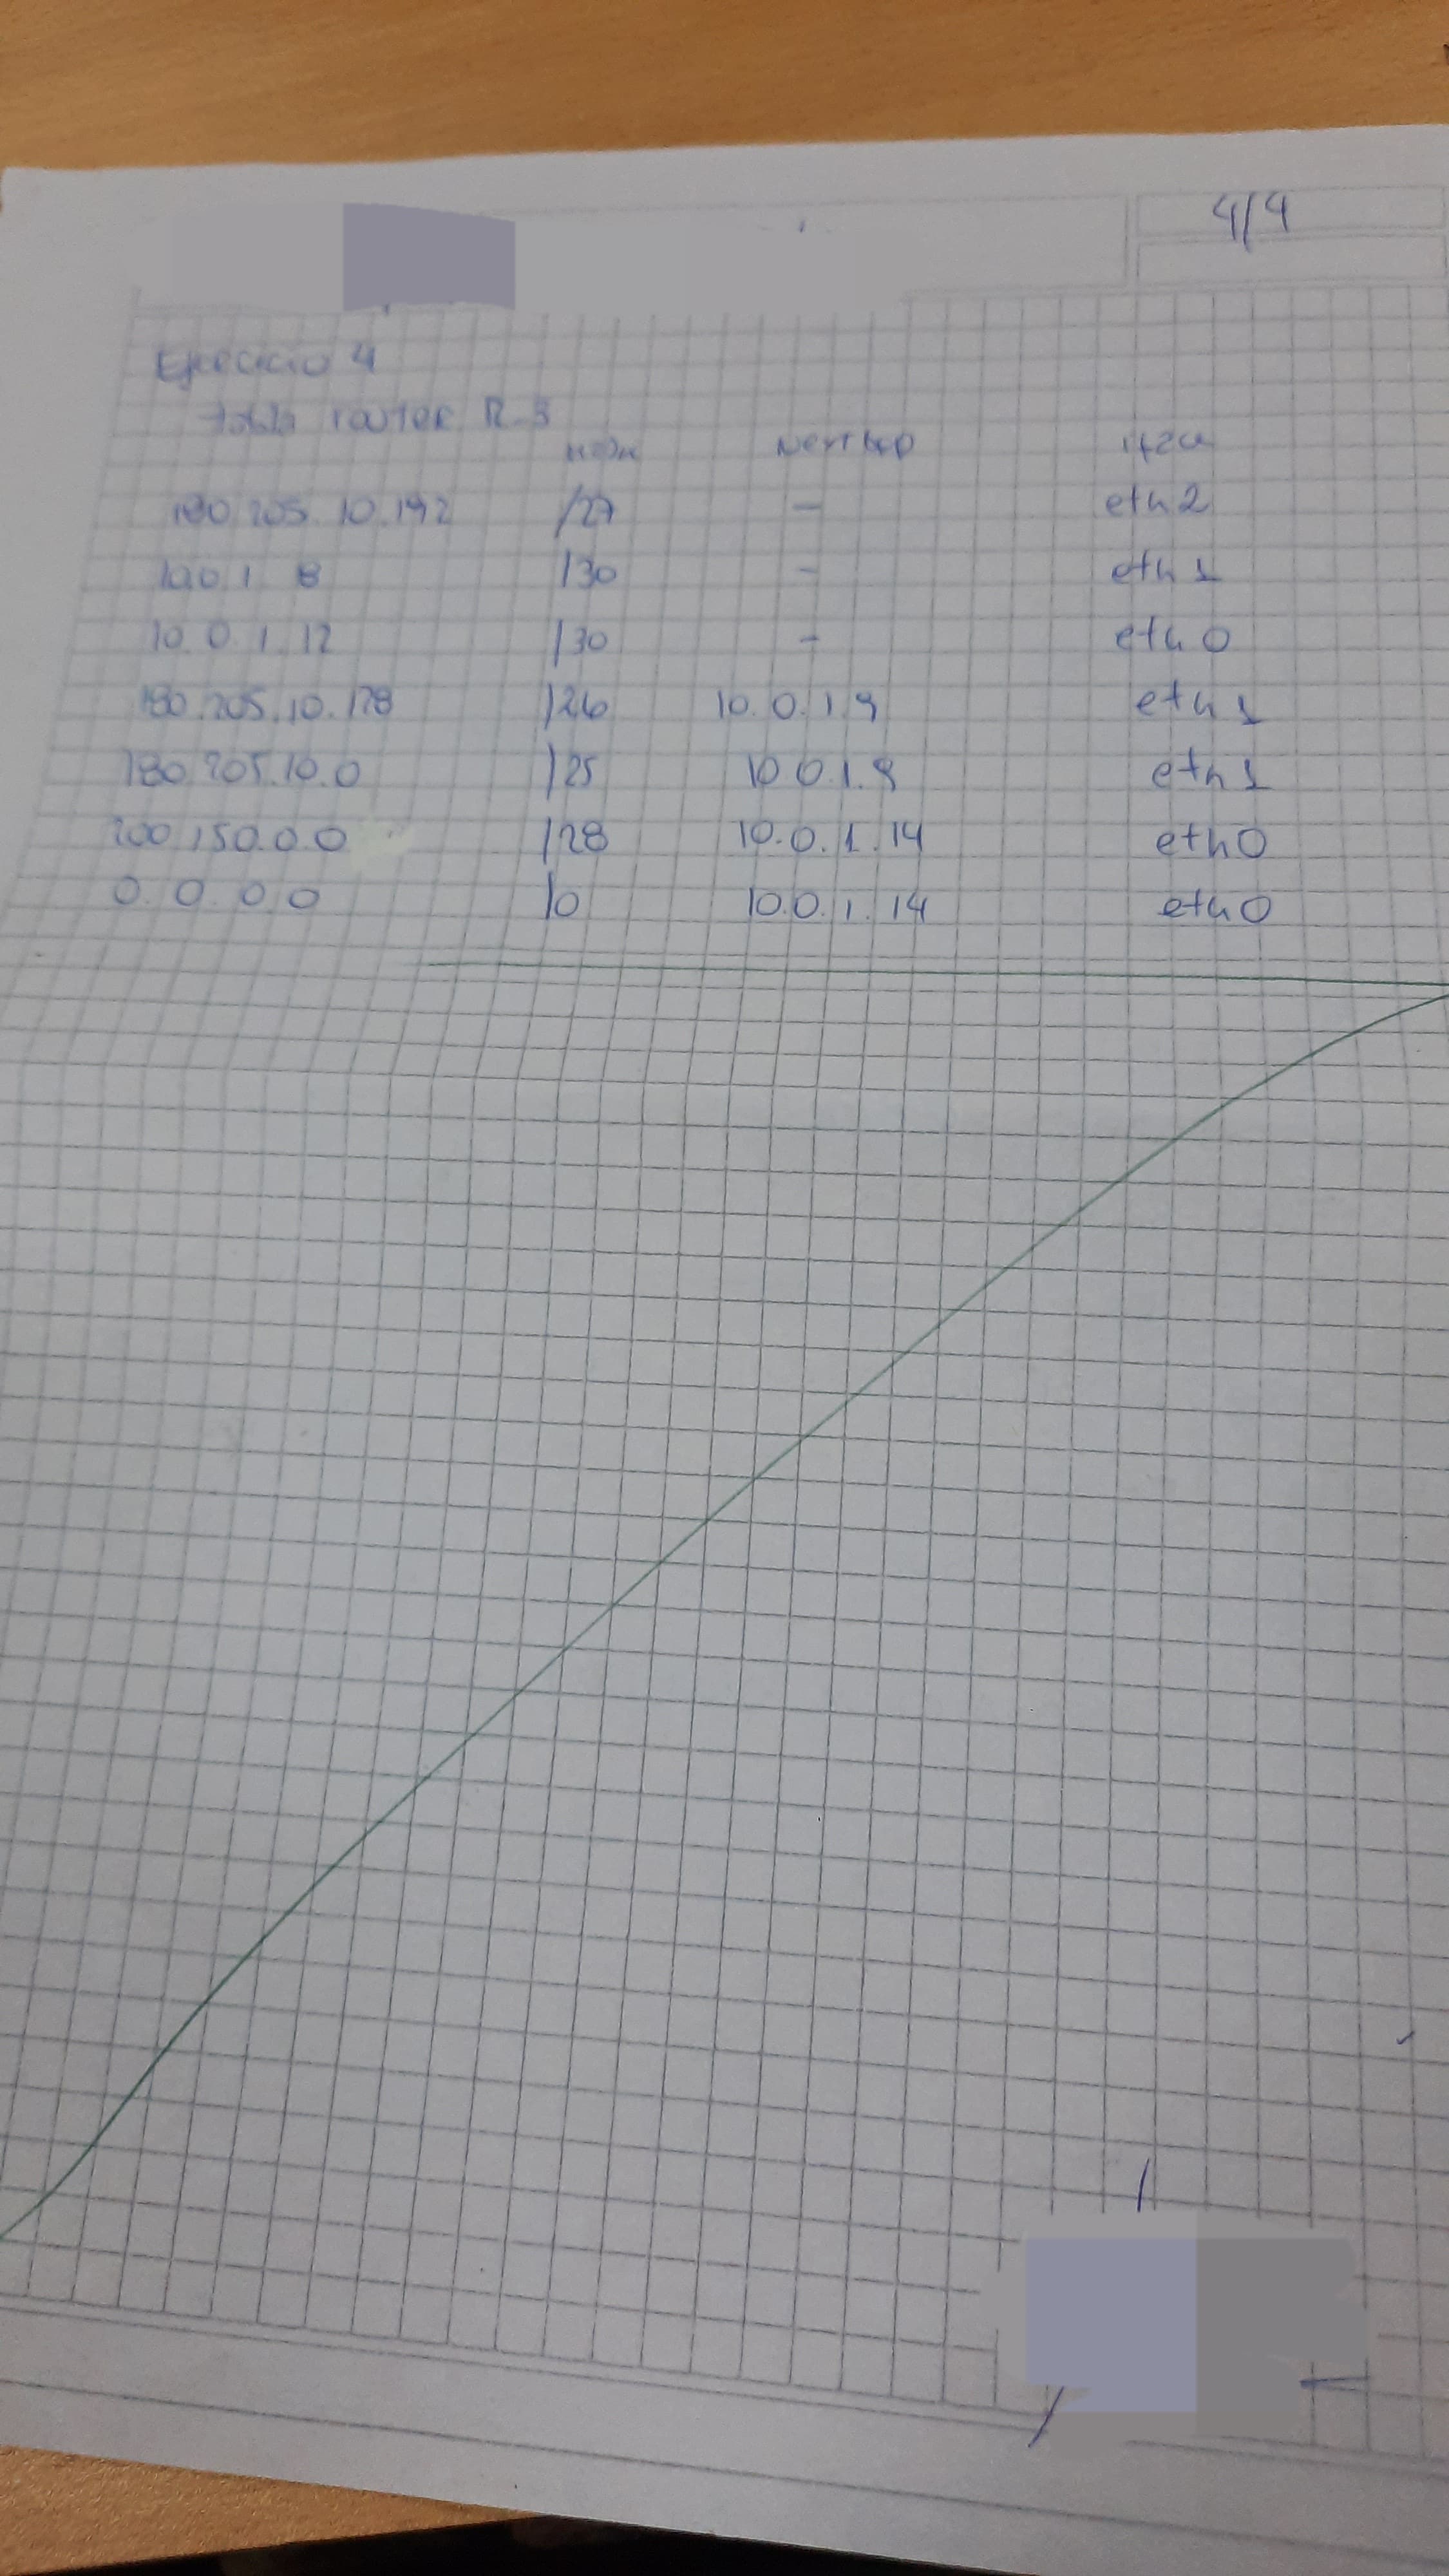 4/4
Ejercicio 4
tabla router R-3
Next hop
180.205.10.192 /27 - eth2
10.0.1.8 /30 - eth1
10.0.1.12 /30 - eth0
180.205.10.128 /26 10.0.1.9 eth1
180.205.10.0 /25 10.0.1.9 eth1
200.150.0.0 /28 10.0.1.14 eth0
0.0.0.0 /0 10.0.1.14 eth0